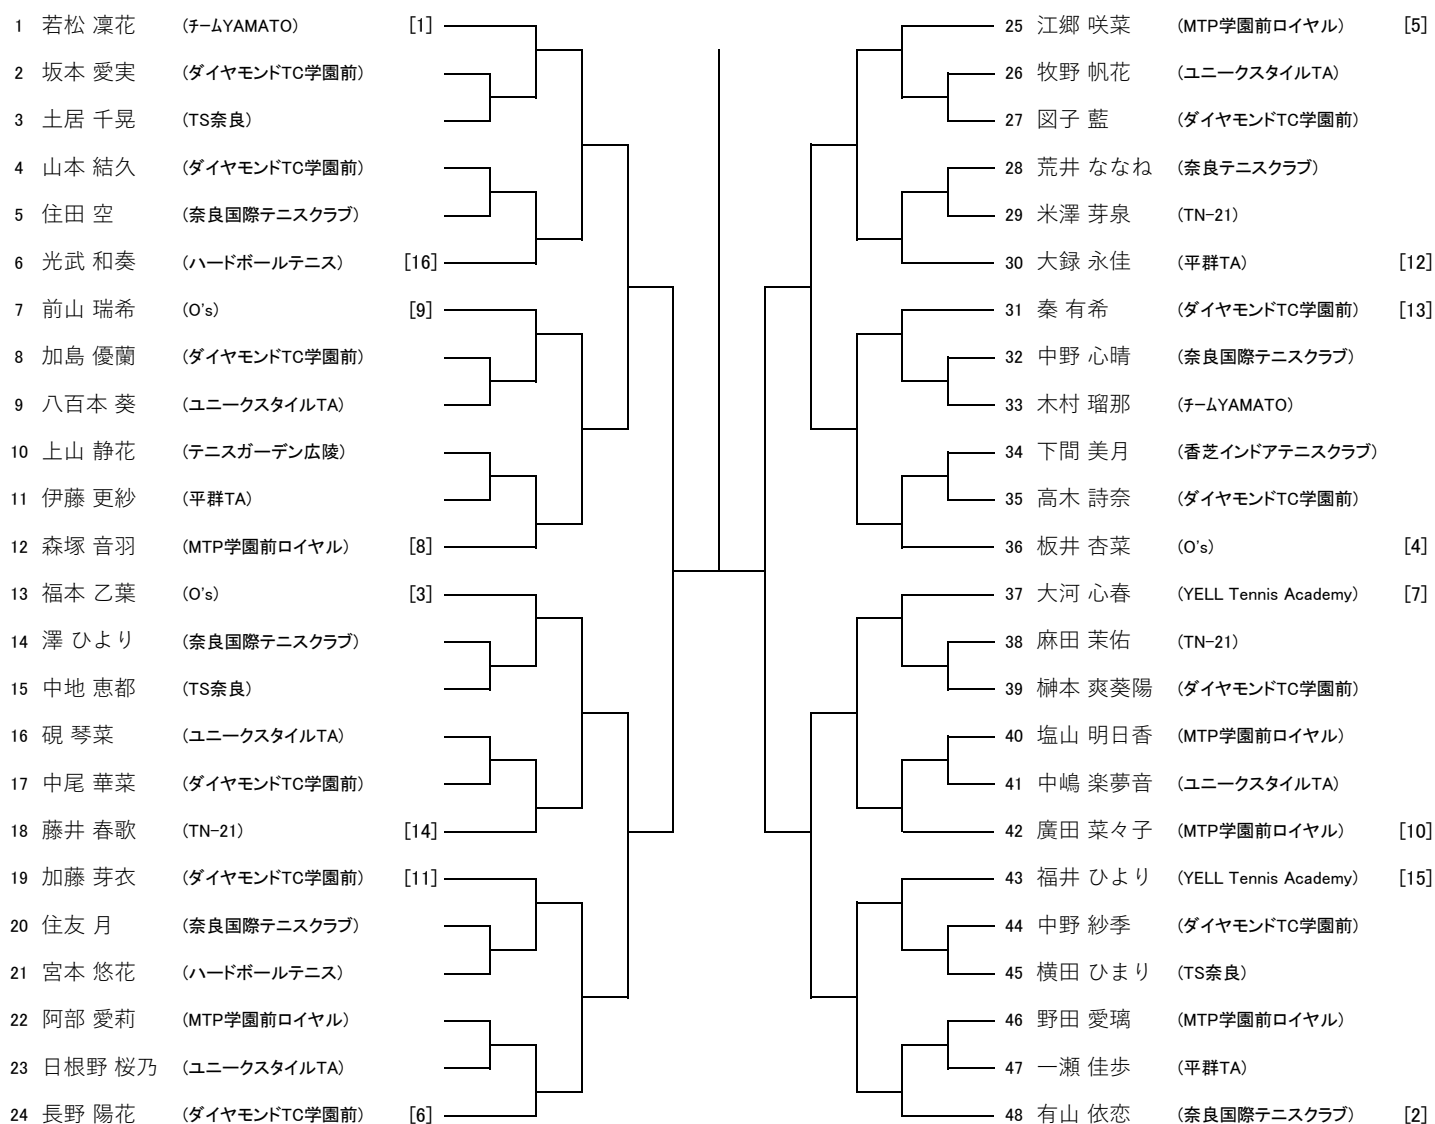 1 若松 凜花 (チームYAMATO) [1]
2 坂本 愛実 (ダイヤモンドTC学園前)
3 土居 千晃 (TS奈良)
4 山本 結久 (ダイヤモンドTC学園前)
5 住田 空 (奈良国際テニスクラブ)
6 光武 和奏 (ハードボールテニス) [16]
7 前山 瑞希 (O's) [9]
8 加島 優蘭 (ダイヤモンドTC学園前)
9 八百本 葵 (ユニークスタイルTA)
10 上山 静花 (テニスガーデン広陵)
11 伊藤 更紗 (平群TA)
12 森塚 音羽 (MTP学園前ロイヤル) [8]
13 福本 乙葉 (O's) [3]
14 澤 ひより (奈良国際テニスクラブ)
15 中地 恵都 (TS奈良)
16 硯 琴菜 (ユニークスタイルTA)
17 中尾 華菜 (ダイヤモンドTC学園前)
18 藤井 春歌 (TN-21) [14]
19 加藤 芽衣 (ダイヤモンドTC学園前) [11]
20 住友 月 (奈良国際テニスクラブ)
21 宮本 悠花 (ハードボールテニス)
22 阿部 愛莉 (MTP学園前ロイヤル)
23 日根野 桜乃 (ユニークスタイルTA)
24 長野 陽花 (ダイヤモンドTC学園前) [6]
25 江郷 咲菜 (MTP学園前ロイヤル) [5]
26 牧野 帆花 (ユニークスタイルTA)
27 図子 藍 (ダイヤモンドTC学園前)
28 荒井 ななね (奈良テニスクラブ)
29 米澤 芽泉 (TN-21)
30 大録 永佳 (平群TA) [12]
31 秦 有希 (ダイヤモンドTC学園前) [13]
32 中野 心晴 (奈良国際テニスクラブ)
33 木村 瑠那 (チームYAMATO)
34 下間 美月 (香芝インドアテニスクラブ)
35 高木 詩奈 (ダイヤモンドTC学園前)
36 板井 杏菜 (O's) [4]
37 大河 心春 (YELL Tennis Academy) [7]
38 麻田 茉佑 (TN-21)
39 榊本 爽葵陽 (ダイヤモンドTC学園前)
40 塩山 明日香 (MTP学園前ロイヤル)
41 中嶋 楽夢音 (ユニークスタイルTA)
42 廣田 菜々子 (MTP学園前ロイヤル) [10]
43 福井 ひより (YELL Tennis Academy) [15]
44 中野 紗季 (ダイヤモンドTC学園前)
45 横田 ひまり (TS奈良)
46 野田 愛璃 (MTP学園前ロイヤル)
47 一瀬 佳歩 (平群TA)
48 有山 依恋 (奈良国際テニスクラブ) [2]